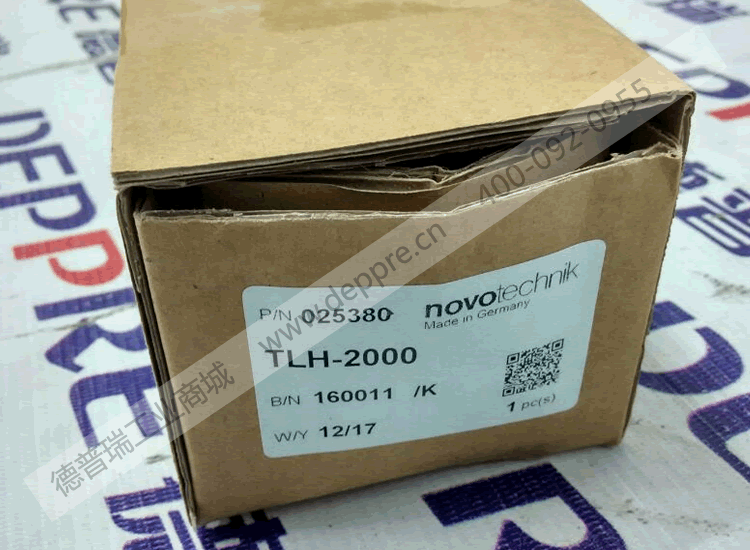 P/N 025380 novotechnik
Made in Germany
TLH-2000
B/N 160011 /K
1 pc(s)
W/Y 12/17
德普瑞工业商城 www.deppre.cn 400-092-0955
DEPPRE